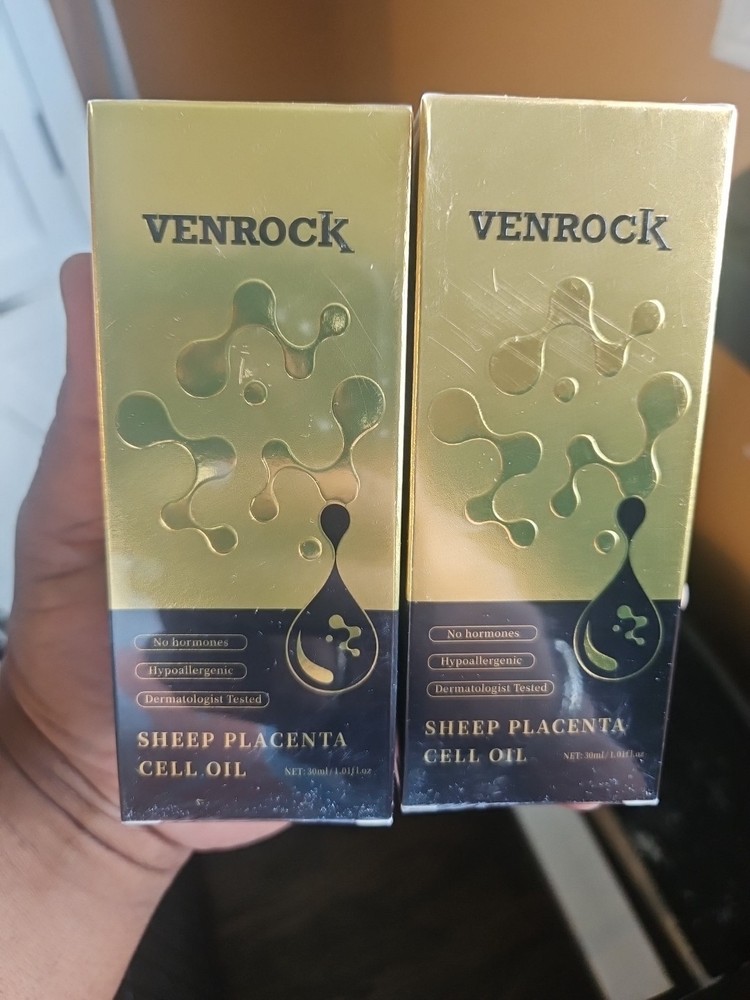 VENROCK
No hormones
Hypoallergenic
Dermatologist Tested
SHEEP PLACENTA
CELL OIL
NET: 30ml/1.01fl.oz
VENROCK
No hormones
Hypoallergenic
Dermatologist Tested
SHEEP PLACENTA
CELL OIL
NET: 30ml/1.01fl.oz